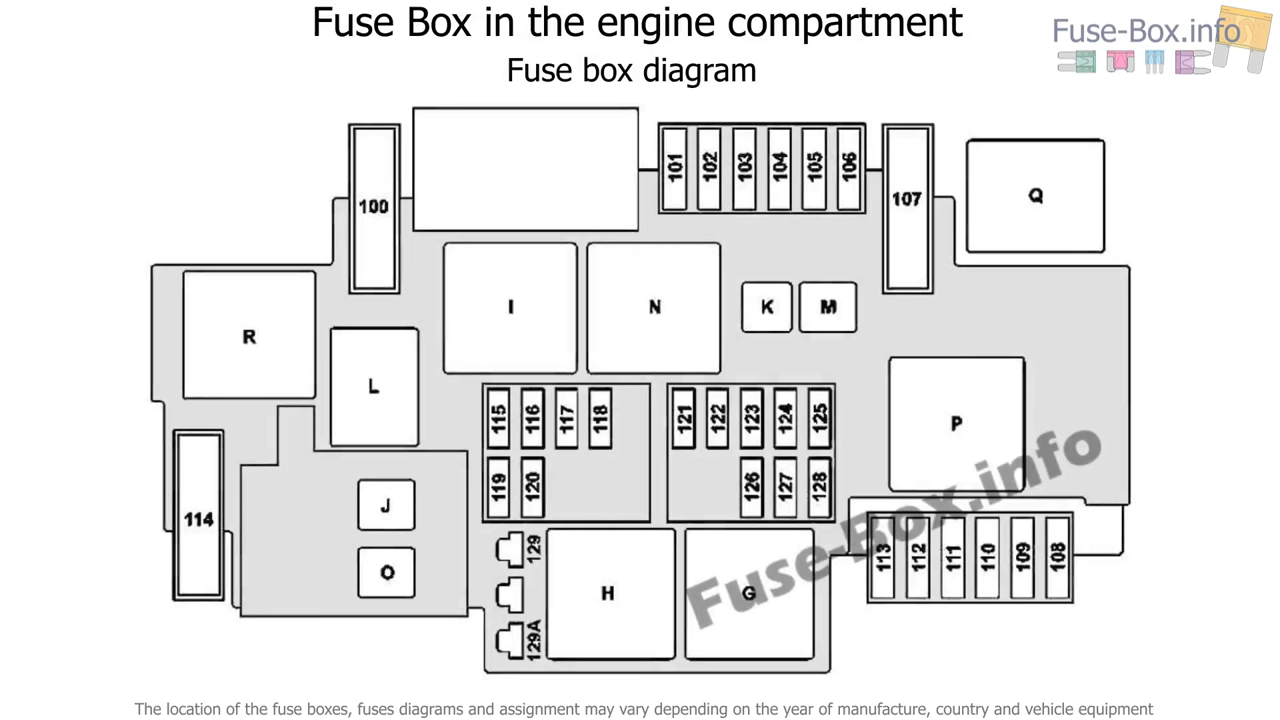 Fuse Box in the engine compartment
Fuse-Box.info
Fuse box diagram
100
101 102 103 104 105 106
107
Q
R
L
I
N
K
M
P
115 116 117 118
119 120
121 122 123 124 125
126 127 128
114
J
O
129
129A
H
G
113 112 111 110 109 108
Fuse-Box.info
The location of the fuse boxes, fuses diagrams and assignment may vary depending on the year of manufacture, country and vehicle equipment